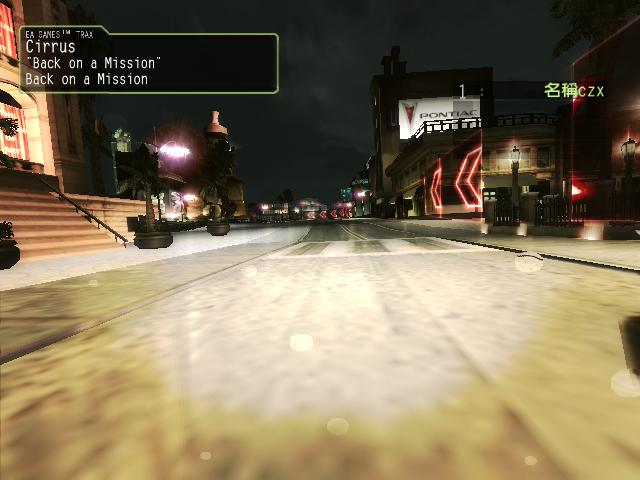 EA GAMES™ TRAX
Cirrus
"Back on a Mission"
Back on a Mission
1 : 名稱czx
PONTIAC